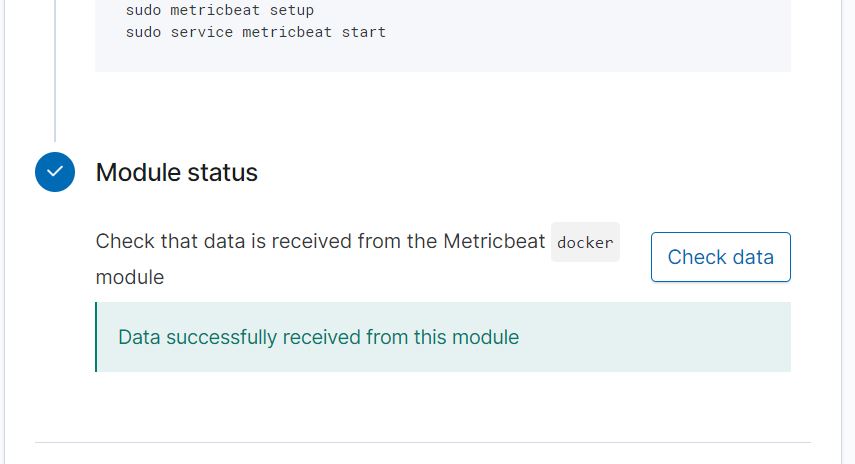 sudo metricbeat setup
sudo service metricbeat start
Module status
Check that data is received from the Metricbeat docker
module
Check data
Data successfully received from this module